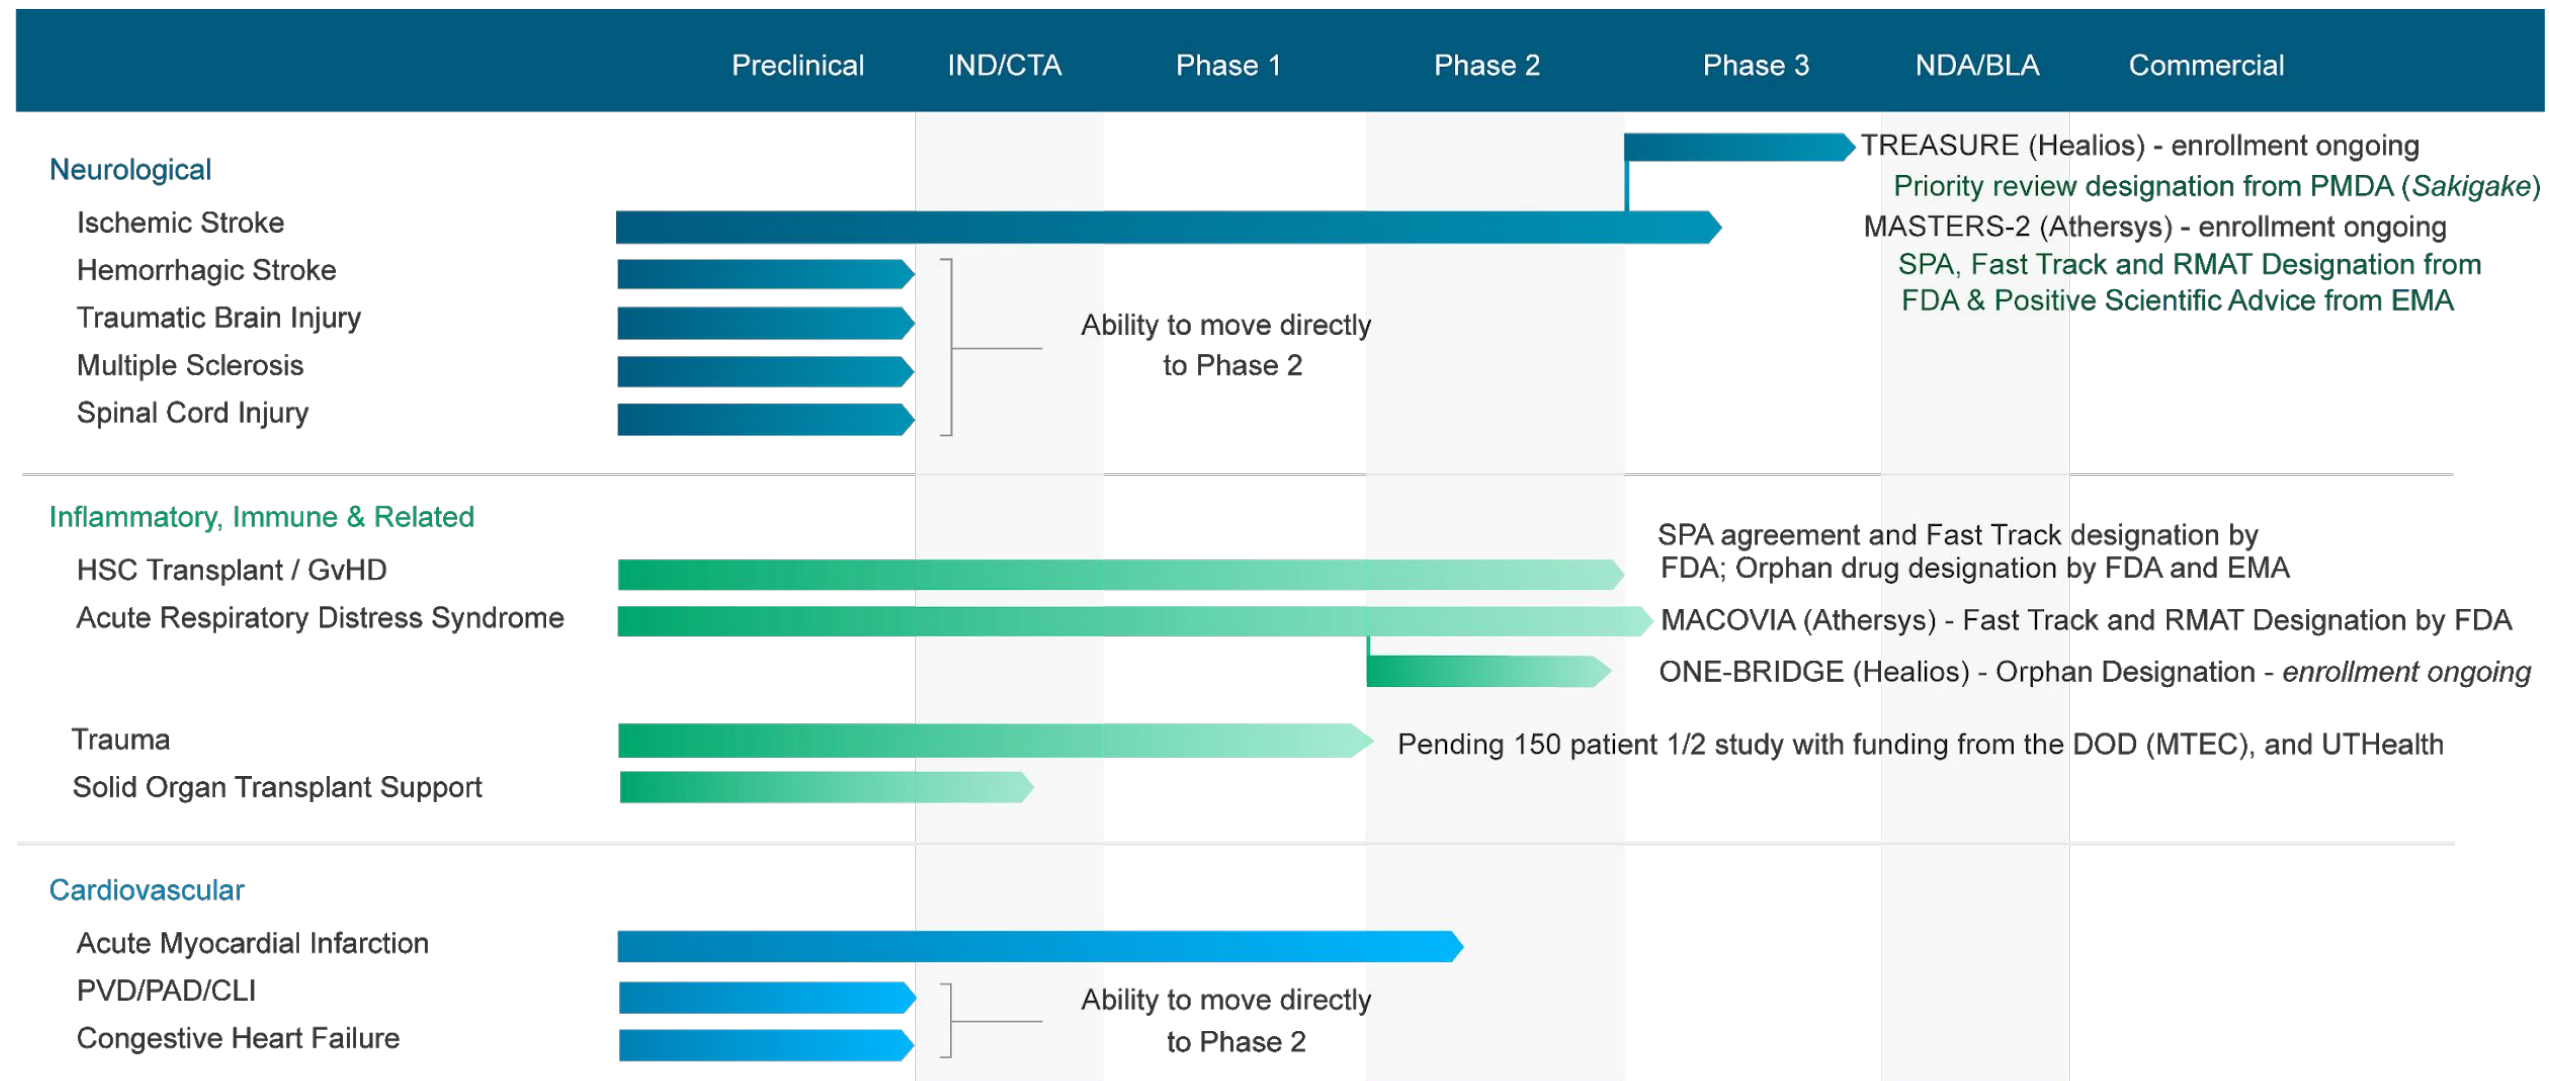 Preclinical IND/CTA Phase 1 Phase 2 Phase 3 NDA/BLA Commercial
Neurological
TREASURE (Healios) - enrollment ongoing
Priority review designation from PMDA (Sakigake)
Ischemic Stroke
MASTERS-2 (Athersys) - enrollment ongoing
SPA, Fast Track and RMAT Designation from
FDA & Positive Scientific Advice from EMA
Hemorrhagic Stroke
Traumatic Brain Injury
Multiple Sclerosis
Spinal Cord Injury
Ability to move directly
to Phase 2
Inflammatory, Immune & Related
HSC Transplant / GvHD
SPA agreement and Fast Track designation by
FDA; Orphan drug designation by FDA and EMA
Acute Respiratory Distress Syndrome
MACOVIA (Athersys) - Fast Track and RMAT Designation by FDA
ONE-BRIDGE (Healios) - Orphan Designation - enrollment ongoing
Trauma
Pending 150 patient 1/2 study with funding from the DOD (MTEC), and UTHealth
Solid Organ Transplant Support
Cardiovascular
Acute Myocardial Infarction
PVD/PAD/CLI
Congestive Heart Failure
Ability to move directly
to Phase 2